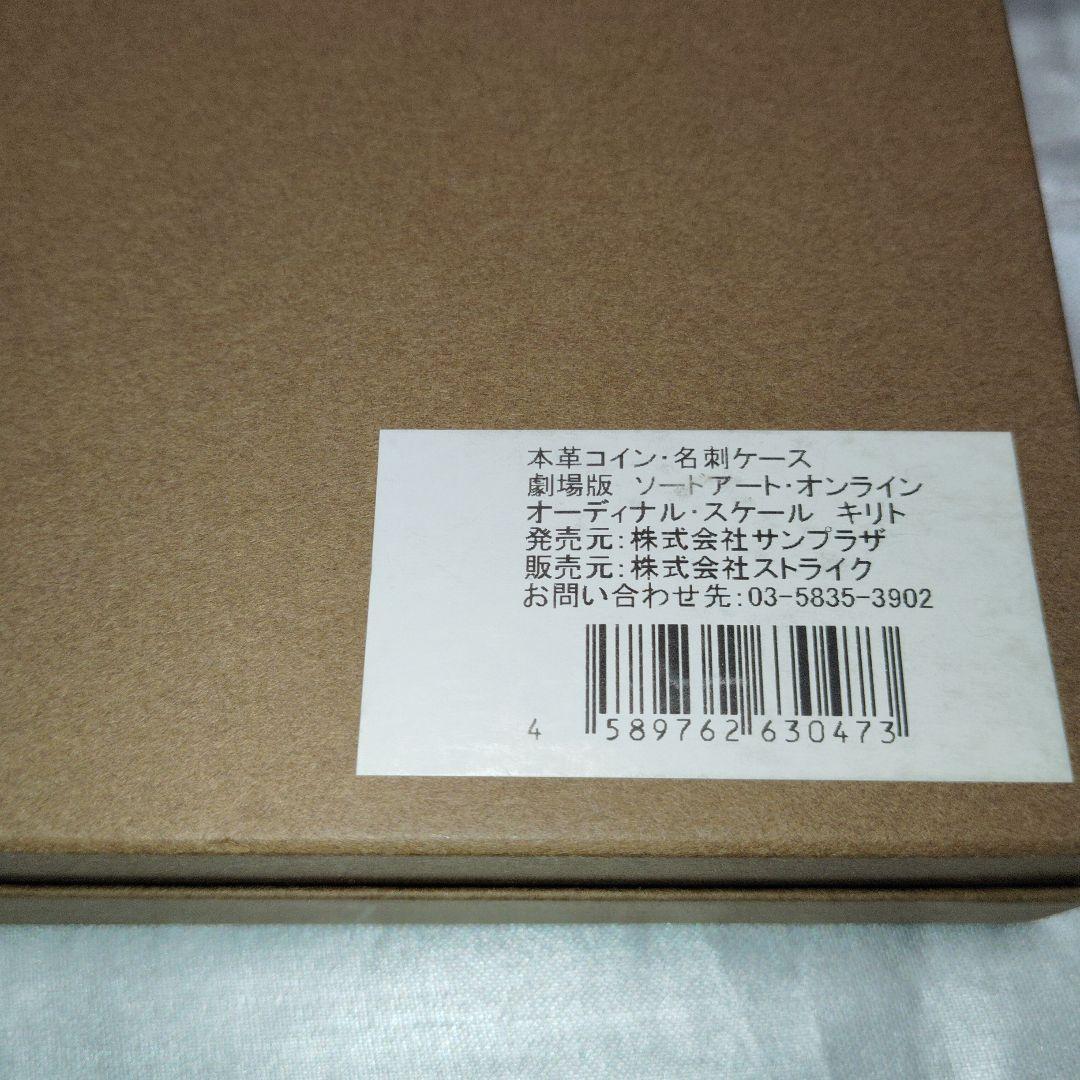 本革コイン・名刺ケース
劇場版 ソードアート・オンライン
オーディナル・スケール キリト
発売元:株式会社サンプラザ
販売元:株式会社ストライク
お問い合わせ先:03-5835-3902
4 589762 630473